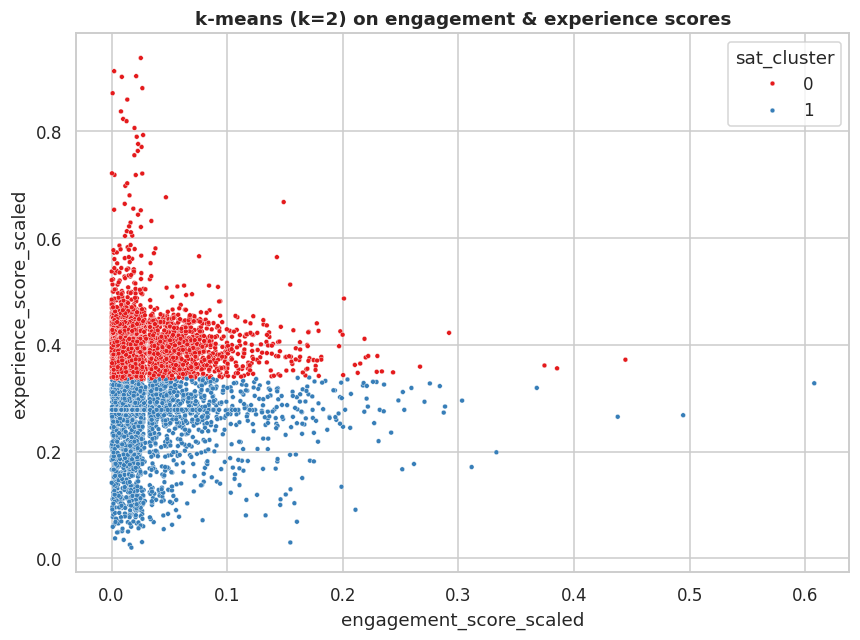 k-means (k=2) on engagement & experience scores
sat_cluster
0
1
experience_score_scaled
0.8
0.6
0.4
0.2
0.0
0.0 0.1 0.2 0.3 0.4 0.5 0.6
engagement_score_scaled